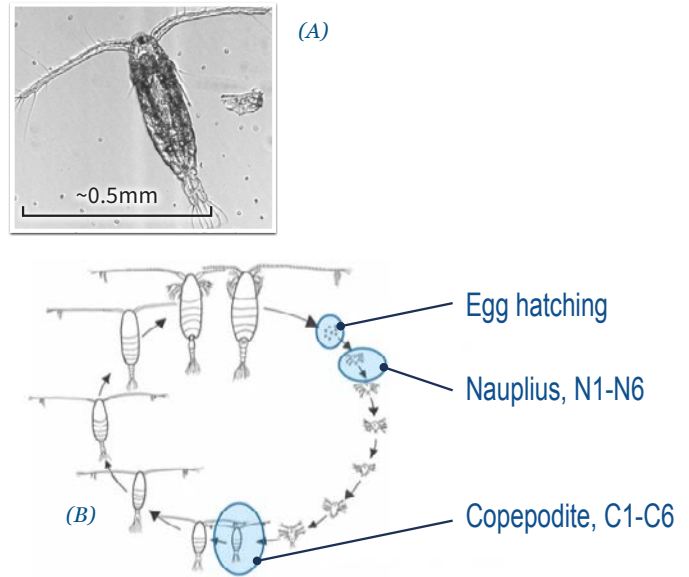 (A)
~0.5mm
Egg hatching
Nauplius, N1-N6
(B)
Copepodite, C1-C6